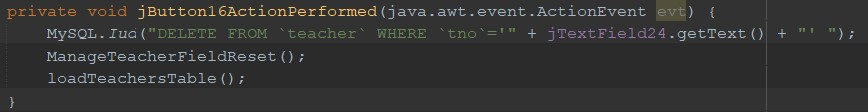 private void jButton16ActionPerformed(java.awt.event.ActionEvent evt) {
MySQL.Iud("DELETE FROM `teacher` WHERE `tno`='" + jTextField24.getText() + "' ");
ManageTeacherFieldReset();
loadTeachersTable();
}